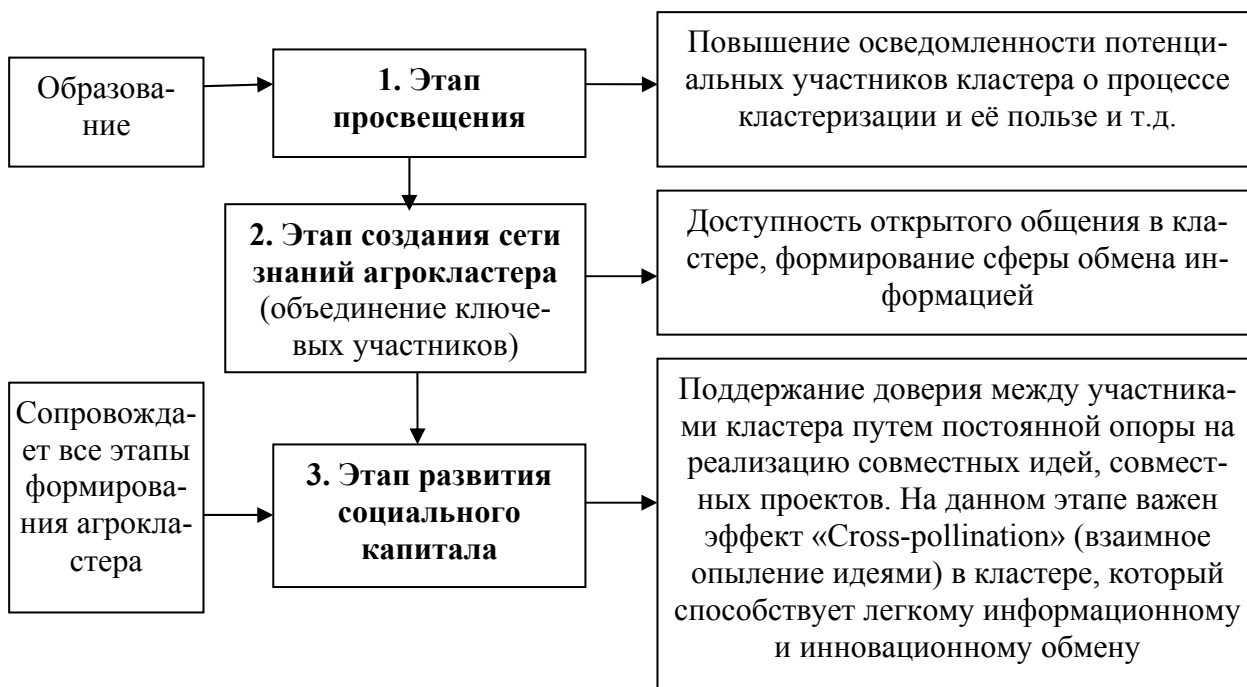 Образова-
ние
1. Этап
просвещения
Повышение осведомленности потенци-
альных участников кластера о процессе
кластеризации и её пользе и т.д.
2. Этап создания сети
знаний агрокластера
(объединение ключе-
вых участников)
Доступность открытого общения в кла-
стере, формирование сферы обмена ин-
формацией
Сопровожда-
ет все этапы
формирова-
ния агрокла-
стера
3. Этап развития
социального
капитала
Поддержание доверия между участника-
ми кластера путем постоянной опоры на
реализацию совместных идей, совмест-
ных проектов. На данном этапе важен
эффект «Cross-pollination» (взаимное
опыление идеями) в кластере, который
способствует легкому информационному
и инновационному обмену